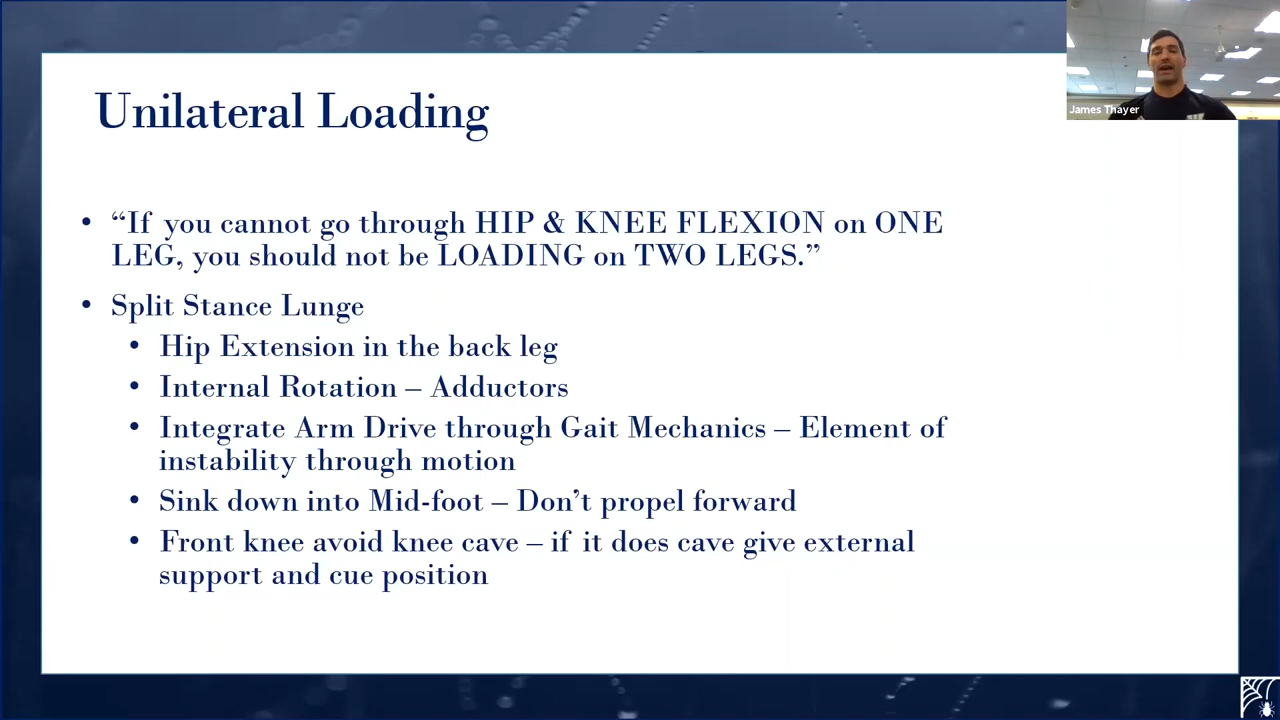 James Thayer
Unilateral Loading
• “If you cannot go through HIP & KNEE FLEXION on ONE
LEG, you should not be LOADING on TWO LEGS.”
• Split Stance Lunge
• Hip Extension in the back leg
• Internal Rotation – Adductors
• Integrate Arm Drive through Gait Mechanics – Element of
instability through motion
• Sink down into Mid-foot – Don’t propel forward
• Front knee avoid knee cave – if it does cave give external
support and cue position